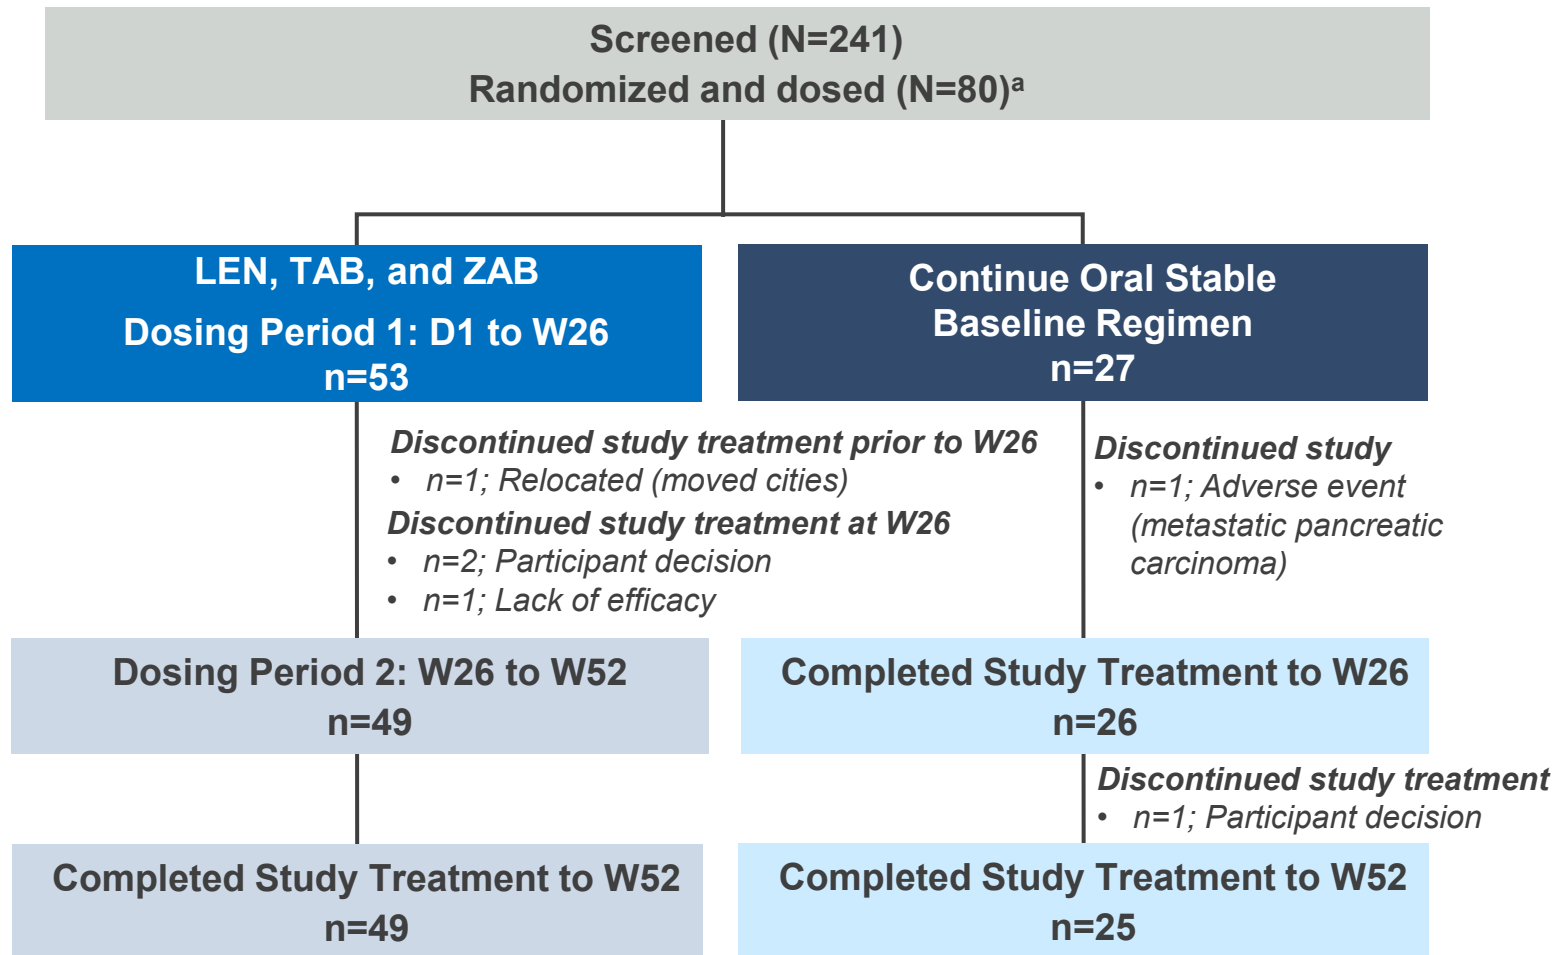 Screened (N=241)
Randomized and dosed (N=80)ᵃ
LEN, TAB, and ZAB
Dosing Period 1: D1 to W26
n=53
Continue Oral Stable
Baseline Regimen
n=27
Discontinued study treatment prior to W26
• n=1; Relocated (moved cities)
Discontinued study treatment at W26
• n=2; Participant decision
• n=1; Lack of efficacy
Discontinued study
• n=1; Adverse event
(metastatic pancreatic
carcinoma)
Dosing Period 2: W26 to W52
n=49
Completed Study Treatment to W26
n=26
Discontinued study treatment
• n=1; Participant decision
Completed Study Treatment to W52
n=49
Completed Study Treatment to W52
n=25